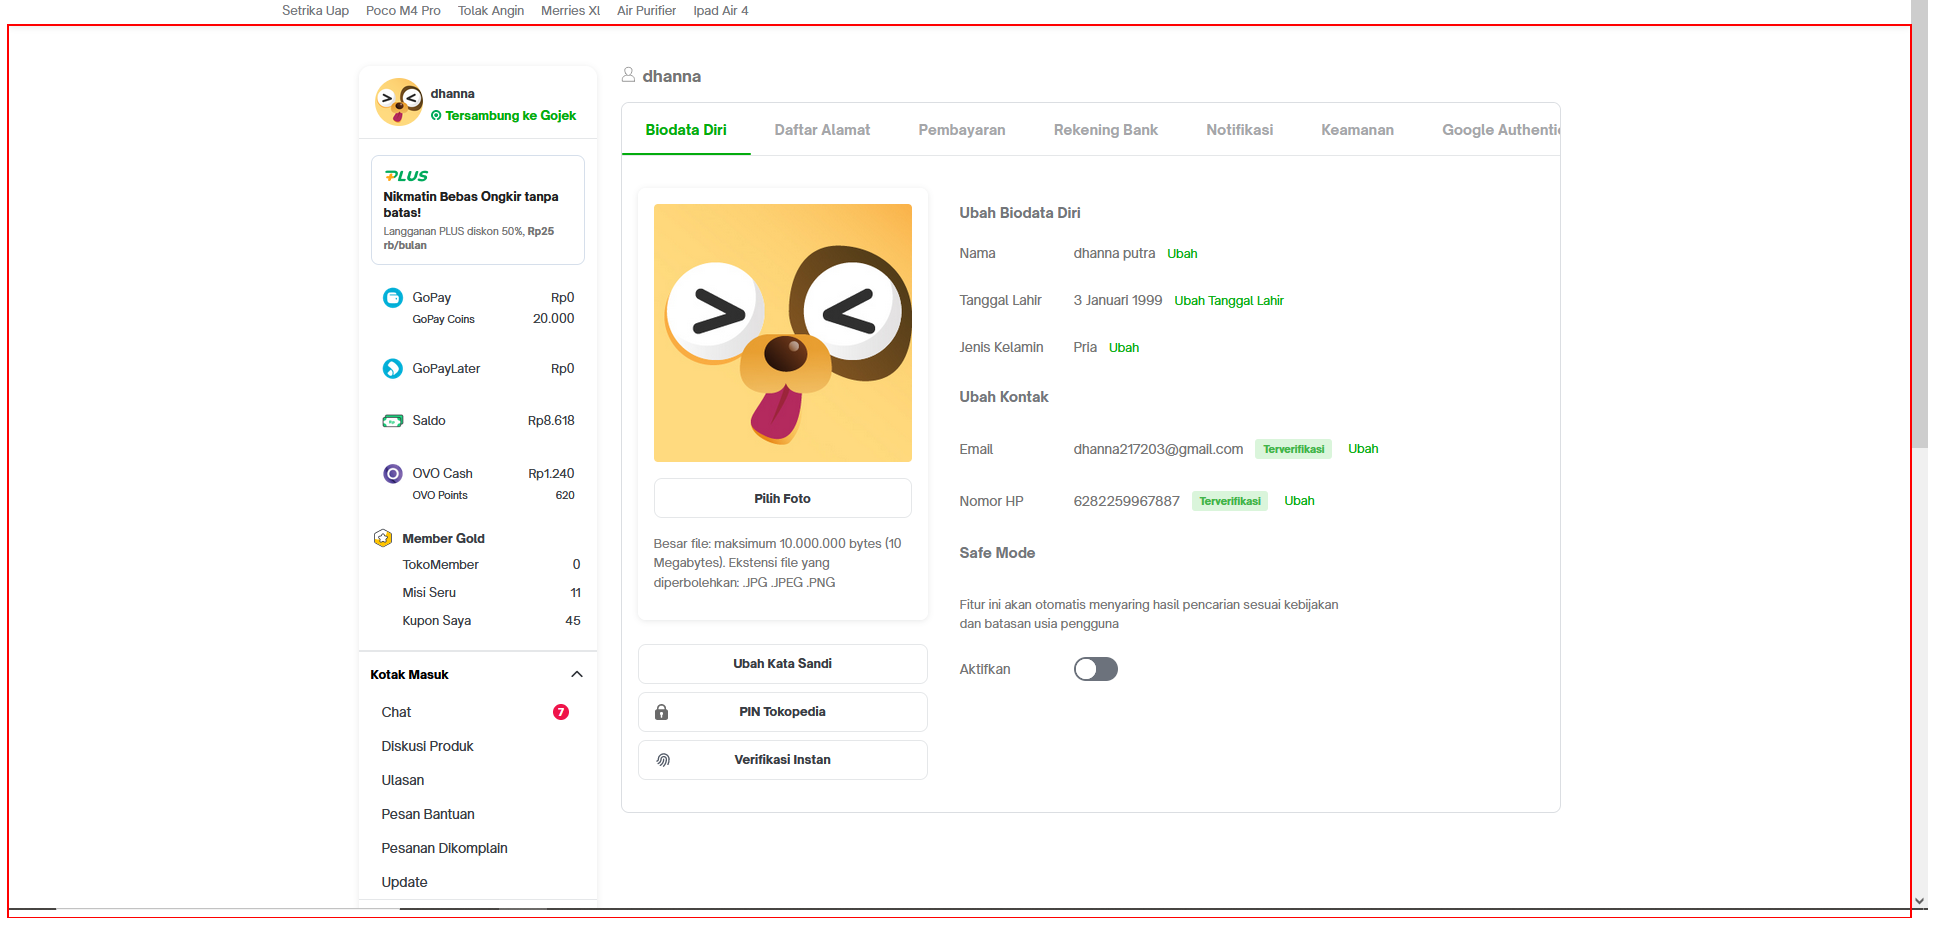 Setrika Uap Poco M4 Pro Tolak Angin Merries Xl Air Purifier Ipad Air 4
dhanna
Tersambung ke Gojek
PLUS
Nikmatin Bebas Ongkir tanpa
batas!
Langganan PLUS diskon 50%, Rp25
rb/bulan
GoPay Rp0
GoPay Coins 20.000
GoPayLater Rp0
Saldo Rp8.618
OVO Cash Rp1.240
OVO Points 620
Member Gold
TokoMember 0
Misi Seru 11
Kupon Saya 45
Kotak Masuk
Chat 7
Diskusi Produk
Ulasan
Pesan Bantuan
Pesanan Dikomplain
Update
dhanna
Biodata Diri Daftar Alamat Pembayaran Rekening Bank Notifikasi Keamanan Google Authenti
Pilih Foto
Besar file: maksimum 10.000.000 bytes (10
Megabytes). Ekstensi file yang
diperbolehkan: .JPG .JPEG .PNG
Ubah Kata Sandi
PIN Tokopedia
Verifikasi Instan
Ubah Biodata Diri
Nama dhanna putra Ubah
Tanggal Lahir 3 Januari 1999 Ubah Tanggal Lahir
Jenis Kelamin Pria Ubah
Ubah Kontak
Email dhanna217203@gmail.com Terverifikasi Ubah
Nomor HP 6282259967887 Terverifikasi Ubah
Safe Mode
Fitur ini akan otomatis menyaring hasil pencarian sesuai kebijakan
dan batasan usia pengguna
Aktifkan